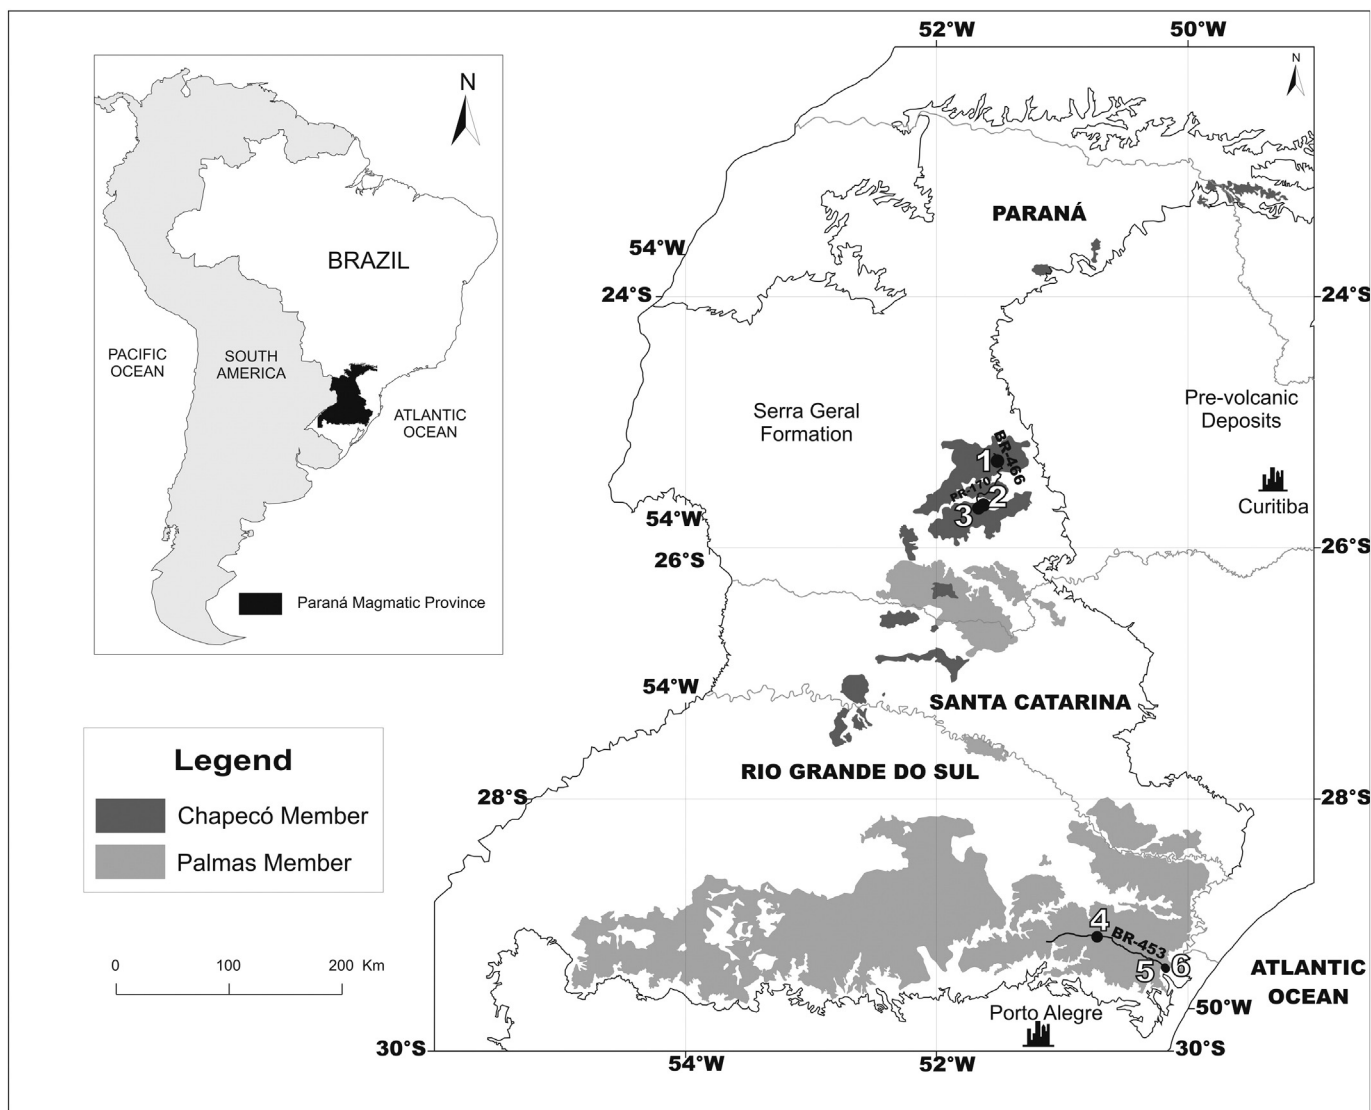 N
BRAZIL
PACIFIC
OCEAN
SOUTH
AMERICA
ATLANTIC
OCEAN
Paraná Magmatic Province
Legend
Chapecó Member
Palmas Member
0 100 200 Km
52°W 50°W
N
PARANÁ
54°W
24°S 24°S
Serra Geral
Formation
Pre-volcanic
Deposits
BR-466
1
PR-170
2
3
Curitiba
54°W
26°S 26°S
54°W
SANTA CATARINA
RIO GRANDE DO SUL
28°S 28°S
4
BR-453
5 6
ATLANTIC
OCEAN
Porto Alegre
50°W
30°S 30°S
54°W 52°W